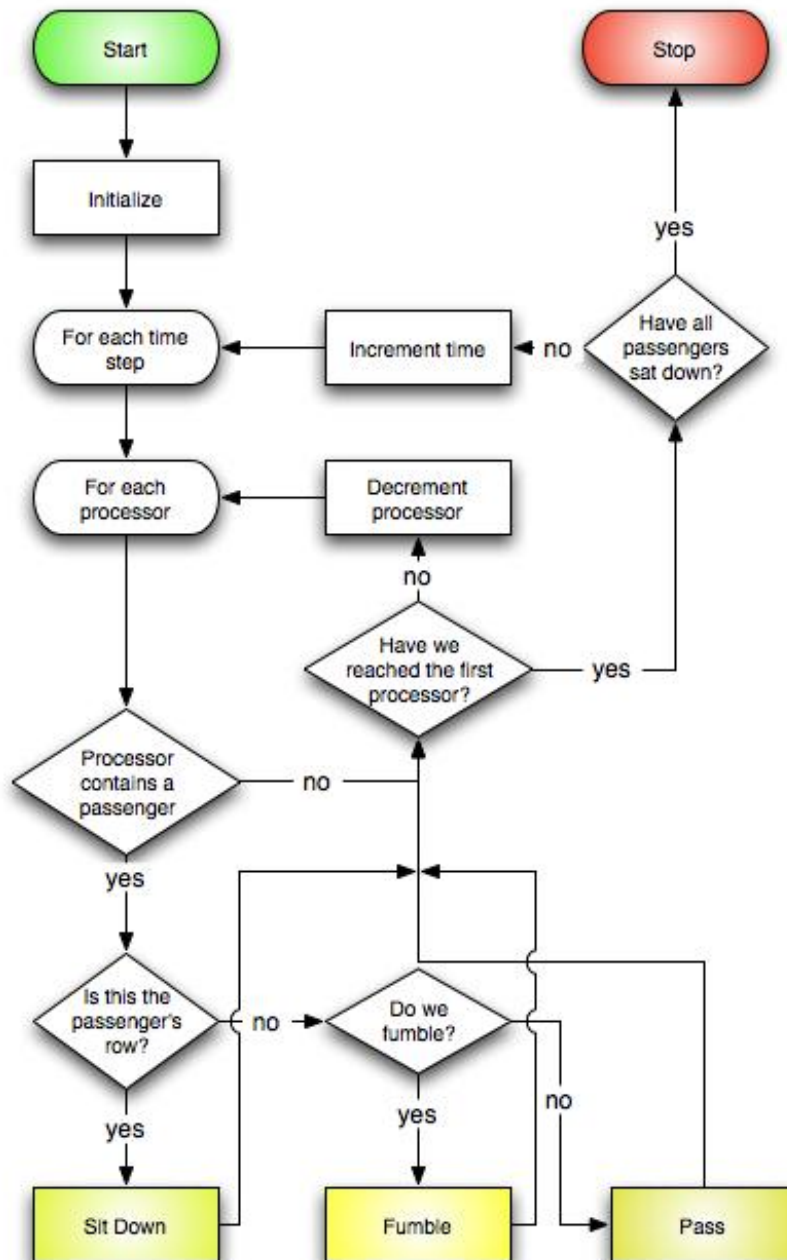 Start
Stop
Initialize
yes
For each time
step
Increment time
no
Have all
passengers
sat down?
For each
processor
Decrement
processor
no
Have we
reached the first
processor?
yes
Processor
contains a
passenger
no
yes
Is this the
passenger's
row?
no
Do we
fumble?
yes
yes
no
Sit Down
Fumble
Pass